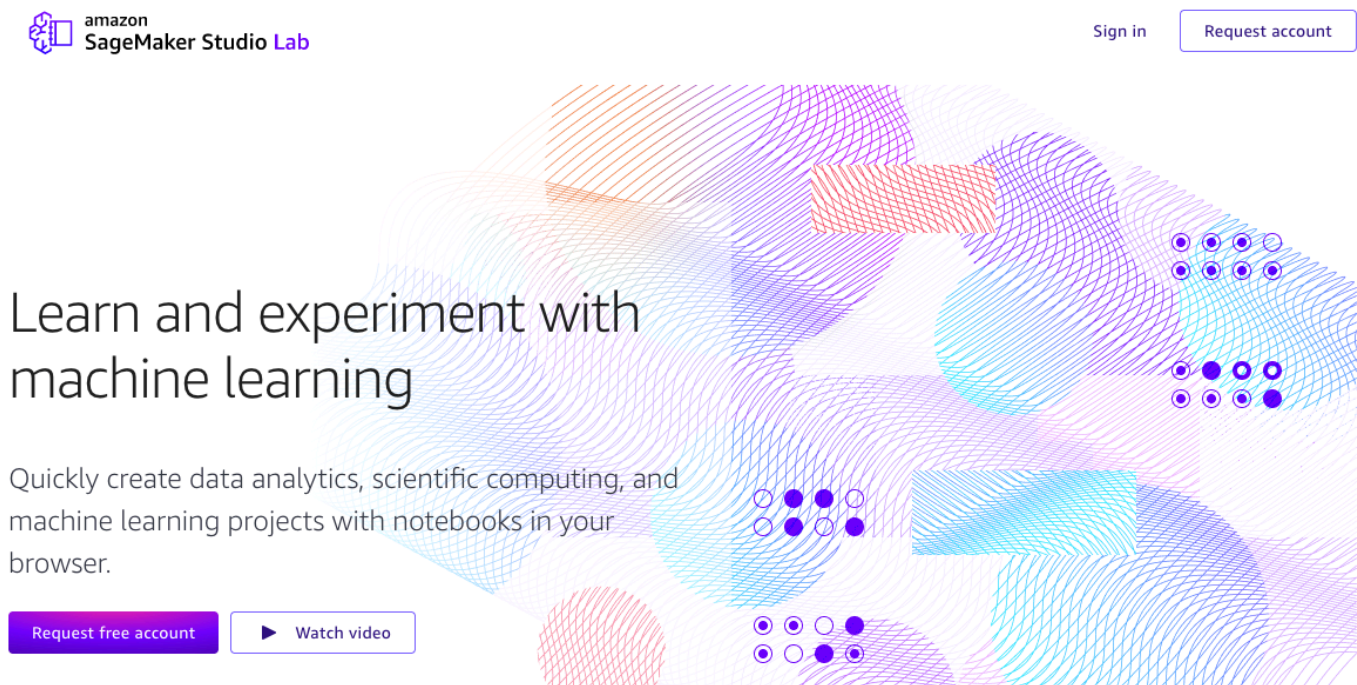 amazon
SageMaker Studio Lab
Sign in
Request account
Learn and experiment with
machine learning
Quickly create data analytics, scientific computing, and
machine learning projects with notebooks in your
browser.
Request free account
Watch video